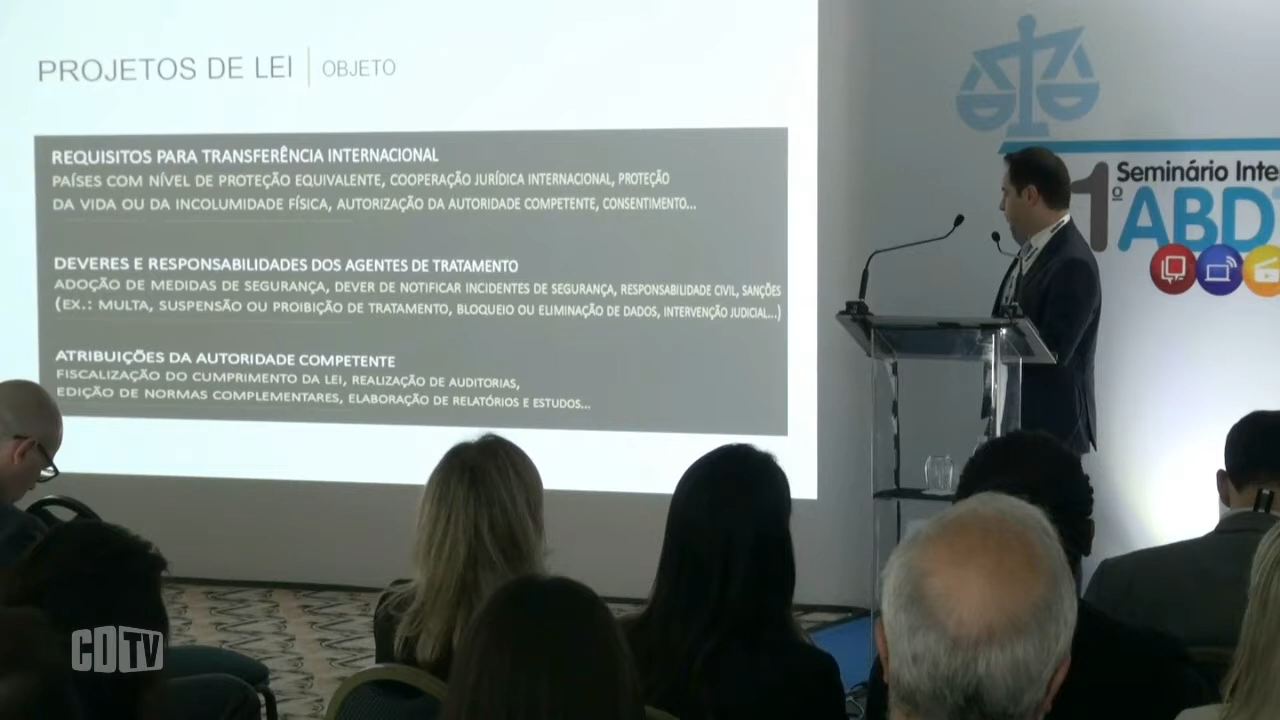 PROJETOS DE LEI | OBJETO
REQUISITOS PARA TRANSFERÊNCIA INTERNACIONAL
PAÍSES COM NÍVEL DE PROTEÇÃO EQUIVALENTE, COOPERAÇÃO JURÍDICA INTERNACIONAL, PROTEÇÃO
DA VIDA OU DA INCOLUMIDADE FÍSICA, AUTORIZAÇÃO DA AUTORIDADE COMPETENTE, CONSENTIMENTO...
DEVERES E RESPONSABILIDADES DOS AGENTES DE TRATAMENTO
ADOÇÃO DE MEDIDAS DE SEGURANÇA, DEVER DE NOTIFICAR INCIDENTES DE SEGURANÇA, RESPONSABILIDADE CIVIL, SANÇÕES
(EX.: MULTA, SUSPENSÃO OU PROIBIÇÃO DE TRATAMENTO, BLOQUEIO OU ELIMINAÇÃO DE DADOS, INTERVENÇÃO JUDICIAL...)
ATRIBUIÇÕES DA AUTORIDADE COMPETENTE
FISCALIZAÇÃO DO CUMPRIMENTO DA LEI, REALIZAÇÃO DE AUDITORIAS,
EDIÇÃO DE NORMAS COMPLEMENTARES, ELABORAÇÃO DE RELATÓRIOS E ESTUDOS...
1º Seminário Inte
ABD
CDTV